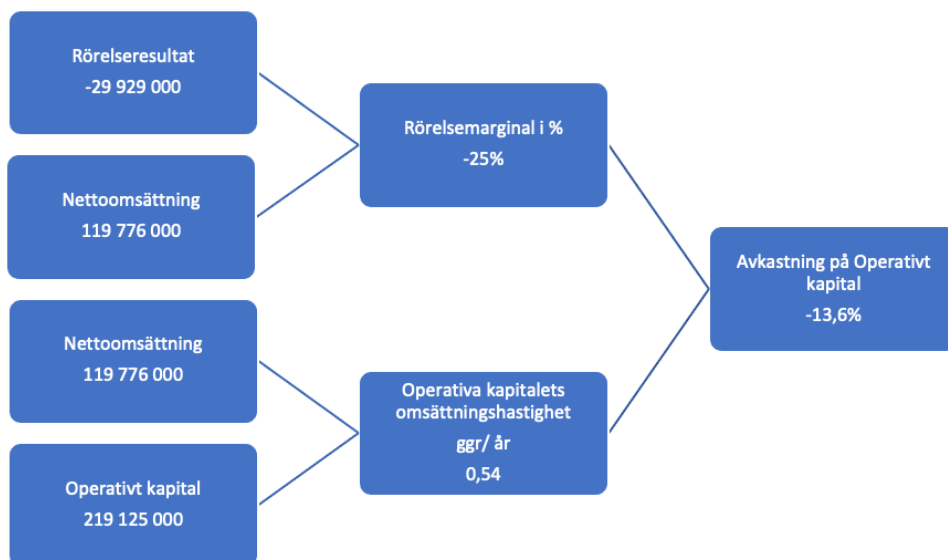 Rörelseresultat
-29 929 000
Nettoomsättning
119 776 000
Rörelsemarginal i %
-25%
Nettoomsättning
119 776 000
Operativt kapital
219 125 000
Operativa kapitalets
omsättningshastighet
ggr/ år
0,54
Avkastning på Operativt
kapital
-13,6%